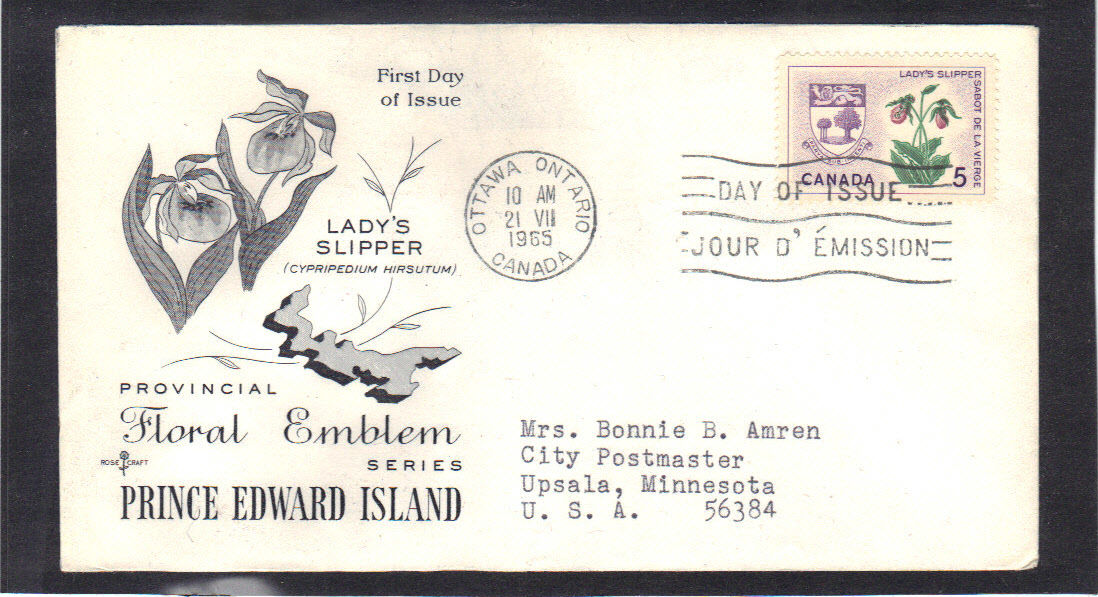 First Day
of Issue
LADY'S SLIPPER
SABOT DE LA VIERGE
CANADA 5
OTTAWA ONTARIO
10 AM
21 VII
1965
CANADA
DAY OF ISSUE
JOUR D' ÉMISSION
LADY'S
SLIPPER
(CYPRIPEDIUM HIRSUTUM)
PROVINCIAL
Floral Emblem
SERIES
ROSE CRAFT
PRINCE EDWARD ISLAND
Mrs. Bonnie B. Amren
City Postmaster
Upsala, Minnesota
U. S. A. 56384